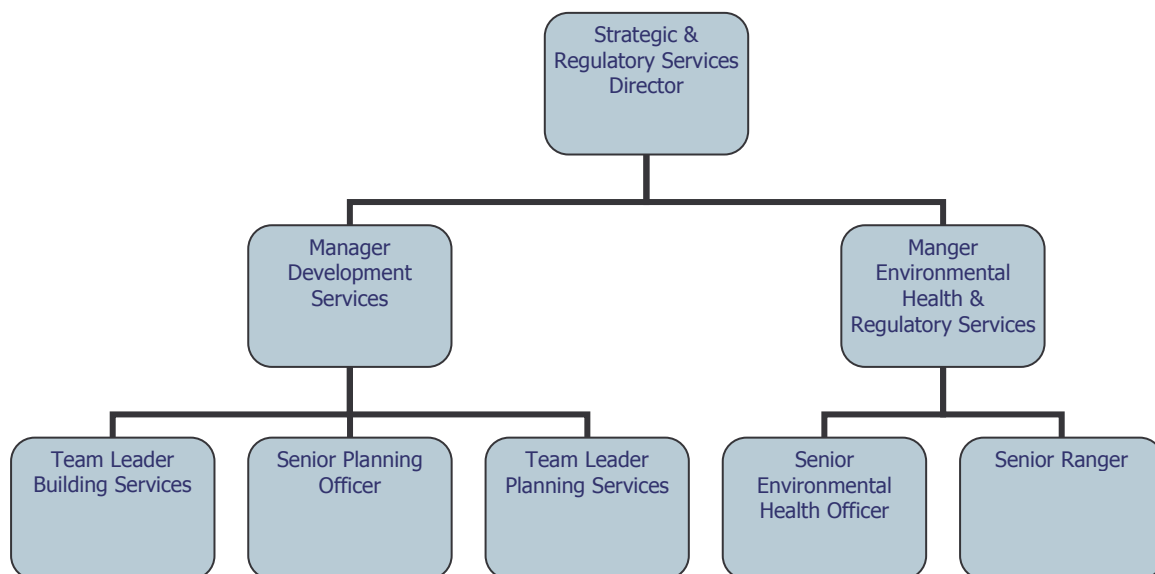 Strategic &
Regulatory Services
Director
Manager
Development
Services
Manger
Environmental
Health &
Regulatory Services
Team Leader
Building Services
Senior Planning
Officer
Team Leader
Planning Services
Senior
Environmental
Health Officer
Senior Ranger